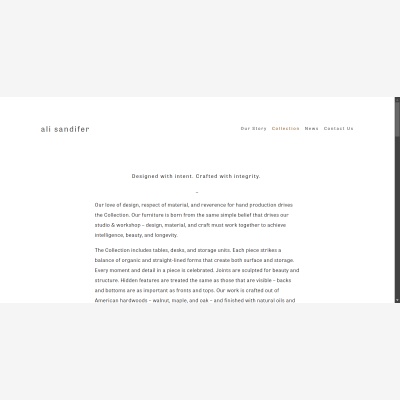 ali sandifer
Our Story Collection News Contact Us
Designed with intent. Crafted with integrity.
–
Our love of design, respect of material, and reverence for hand production drives
the Collection. Our furniture is born from the same simple belief that drives our
studio & workshop – design, material, and craft must work together to achieve
intelligence, beauty, and longevity.
The Collection includes tables, desks, and storage units. Each piece strikes a
balance of organic and straight-lined forms that create both surface and storage.
Every moment and detail in a piece is celebrated. Joints are sculpted for beauty and
structure. Hidden features are treated the same as those that are visible – backs
and bottoms are as important as fronts and tops. Our work is crafted out of
American hardwoods – walnut, maple, and oak – and finished with natural oils and